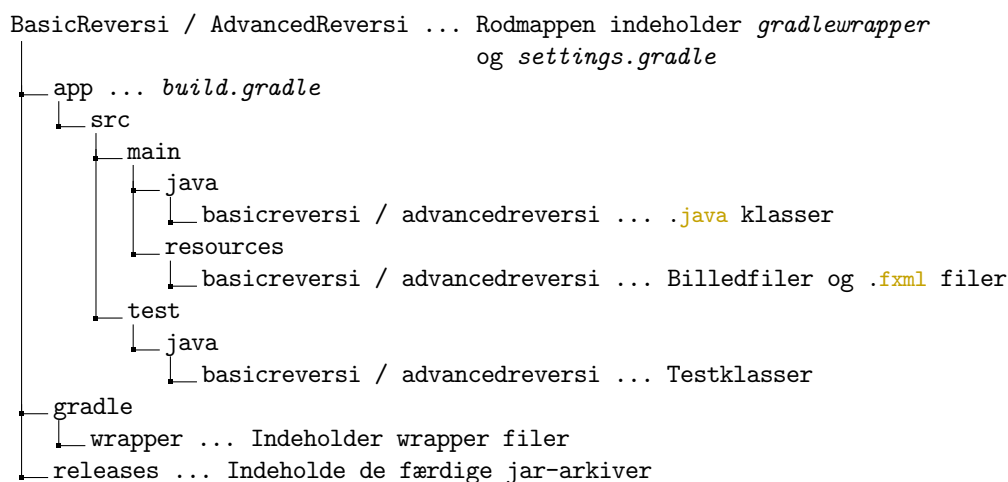 BasicReversi / AdvancedReversi ... Rodmappen indeholder gradlewrapper
og settings.gradle
app ... build.gradle
src
main
java
basicreversi / advancedreversi ... .java klasser
resources
basicreversi / advancedreversi ... Billedfiler og .fxml filer
test
java
basicreversi / advancedreversi ... Testklasser
gradle
wrapper ... Indeholder wrapper filer
releases ... Indeholde de færdige jar-arkiver